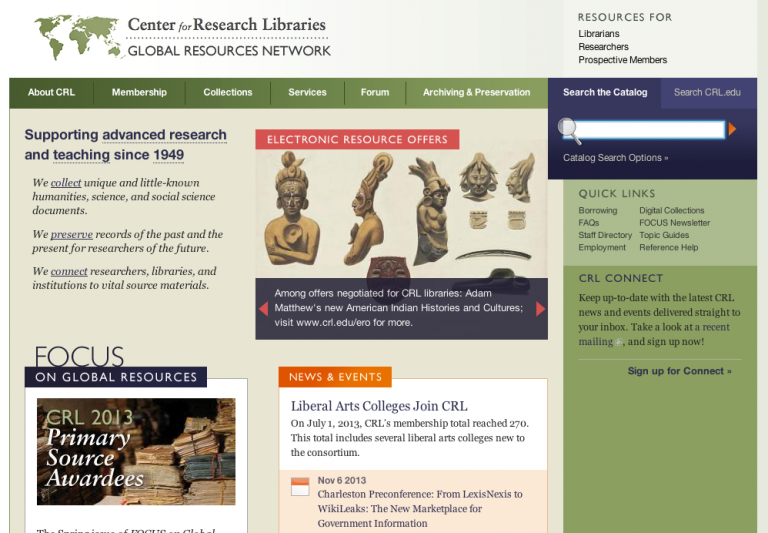 Center for Research Libraries
GLOBAL RESOURCES NETWORK
RESOURCES FOR
Librarians
Researchers
Prospective Members
About CRL
Membership
Collections
Services
Forum
Archiving & Preservation
Search the Catalog
Search CRL.edu
Catalog Search Options »
Supporting advanced research
and teaching since 1949
We collect unique and little-known
humanities, science, and social science
documents.
We preserve records of the past and the
present for researchers of the future.
We connect researchers, libraries, and
institutions to vital source materials.
ELECTRONIC RESOURCE OFFERS
Among offers negotiated for CRL libraries: Adam
Matthew's new American Indian Histories and Cultures;
visit www.crl.edu/ero for more.
QUICK LINKS
Borrowing
FAQs
Staff Directory
Employment
Digital Collections
FOCUS Newsletter
Topic Guides
Reference Help
CRL CONNECT
Keep up-to-date with the latest CRL
news and events delivered straight to
your inbox. Take a look at a recent
mailing , and sign up now!
Sign up for Connect »
FOCUS
ON GLOBAL RESOURCES
CRL 2013
Primary
Source
Awardees
The Spring issue of FOCUS on Global
NEWS & EVENTS
Liberal Arts Colleges Join CRL
On July 1, 2013, CRL's membership total reached 270.
This total includes several liberal arts colleges new to
the consortium.
Nov 6 2013
Charleston Preconference: From LexisNexis to
WikiLeaks: The New Marketplace for
Government Information